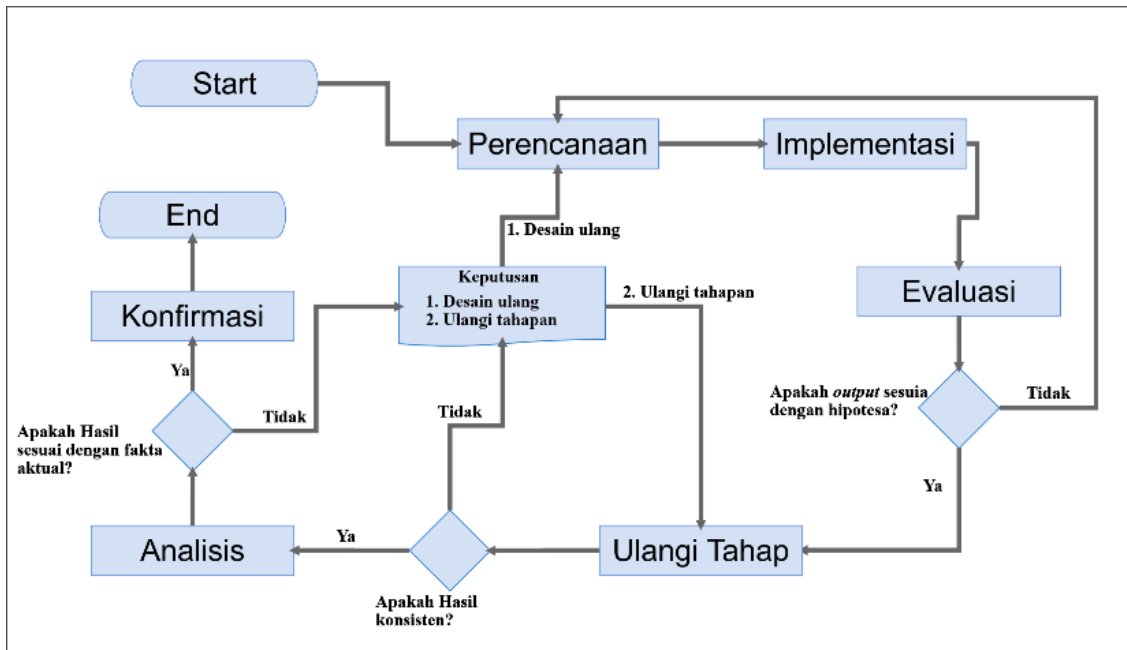 Start
Perencanaan
Implementasi
End
1. Desain ulang
Keputusan
1. Desain ulang
2. Ulangi tahapan
2. Ulangi tahapan
Evaluasi
Konfirmasi
Ya
Tidak
Apakah Hasil
sesuai dengan fakta
aktual?
Tidak
Apakah output sesuia
dengan hipotesa?
Tidak
Ya
Analisis
Ya
Ulangi Tahap
Apakah Hasil
konsisten?